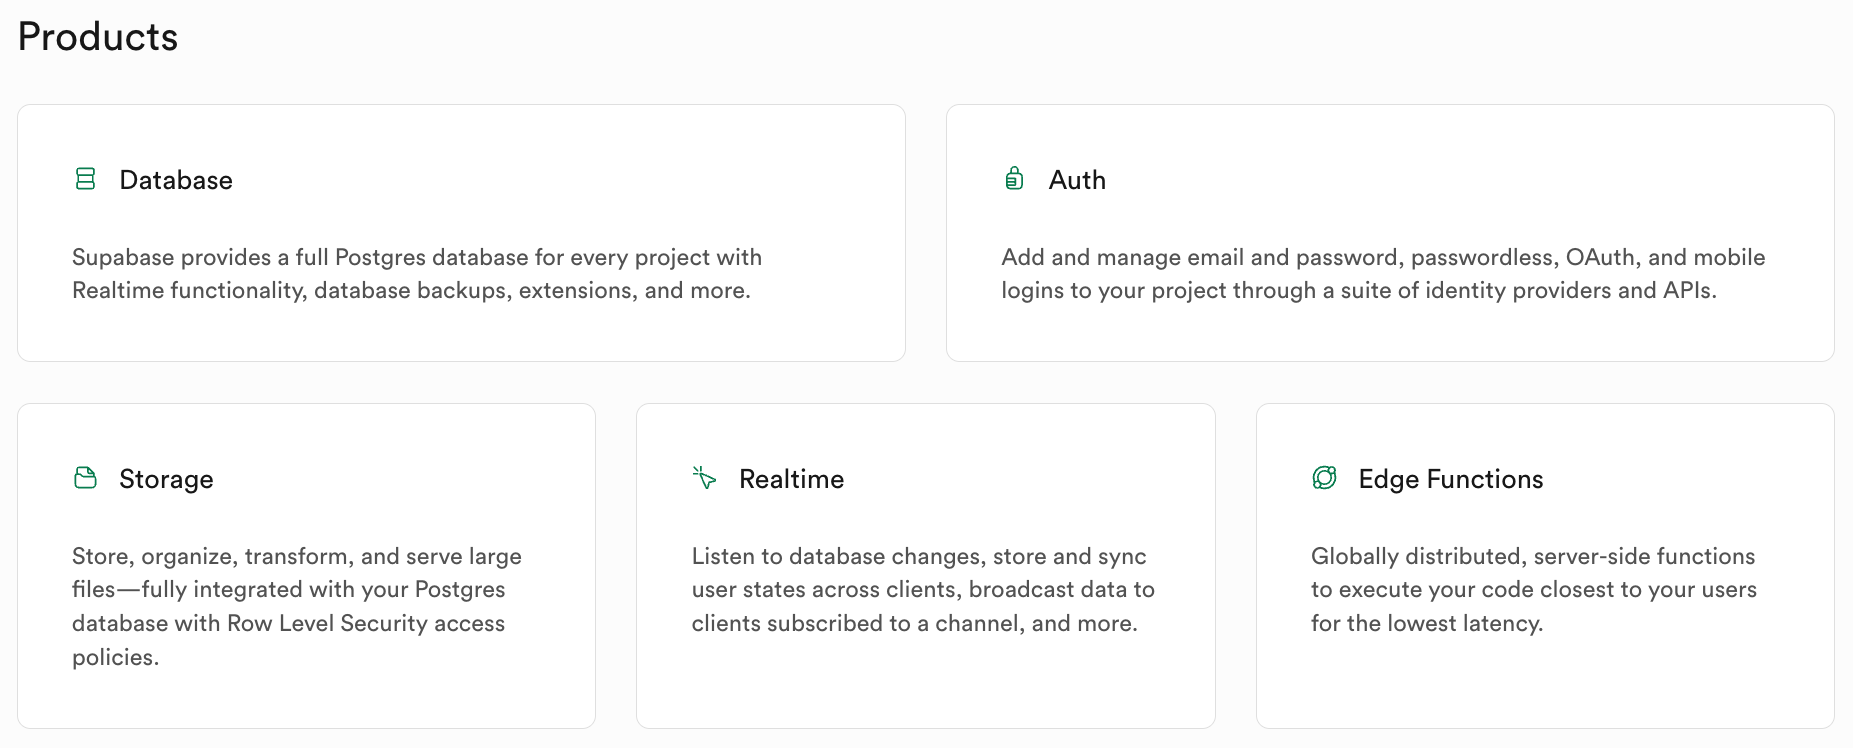 Products
Database
Supabase provides a full Postgres database for every project with
Realtime functionality, database backups, extensions, and more.
Auth
Add and manage email and password, passwordless, OAuth, and mobile
logins to your project through a suite of identity providers and APIs.
Storage
Store, organize, transform, and serve large
files—fully integrated with your Postgres
database with Row Level Security access
policies.
Realtime
Listen to database changes, store and sync
user states across clients, broadcast data to
clients subscribed to a channel, and more.
Edge Functions
Globally distributed, server-side functions
to execute your code closest to your users
for the lowest latency.